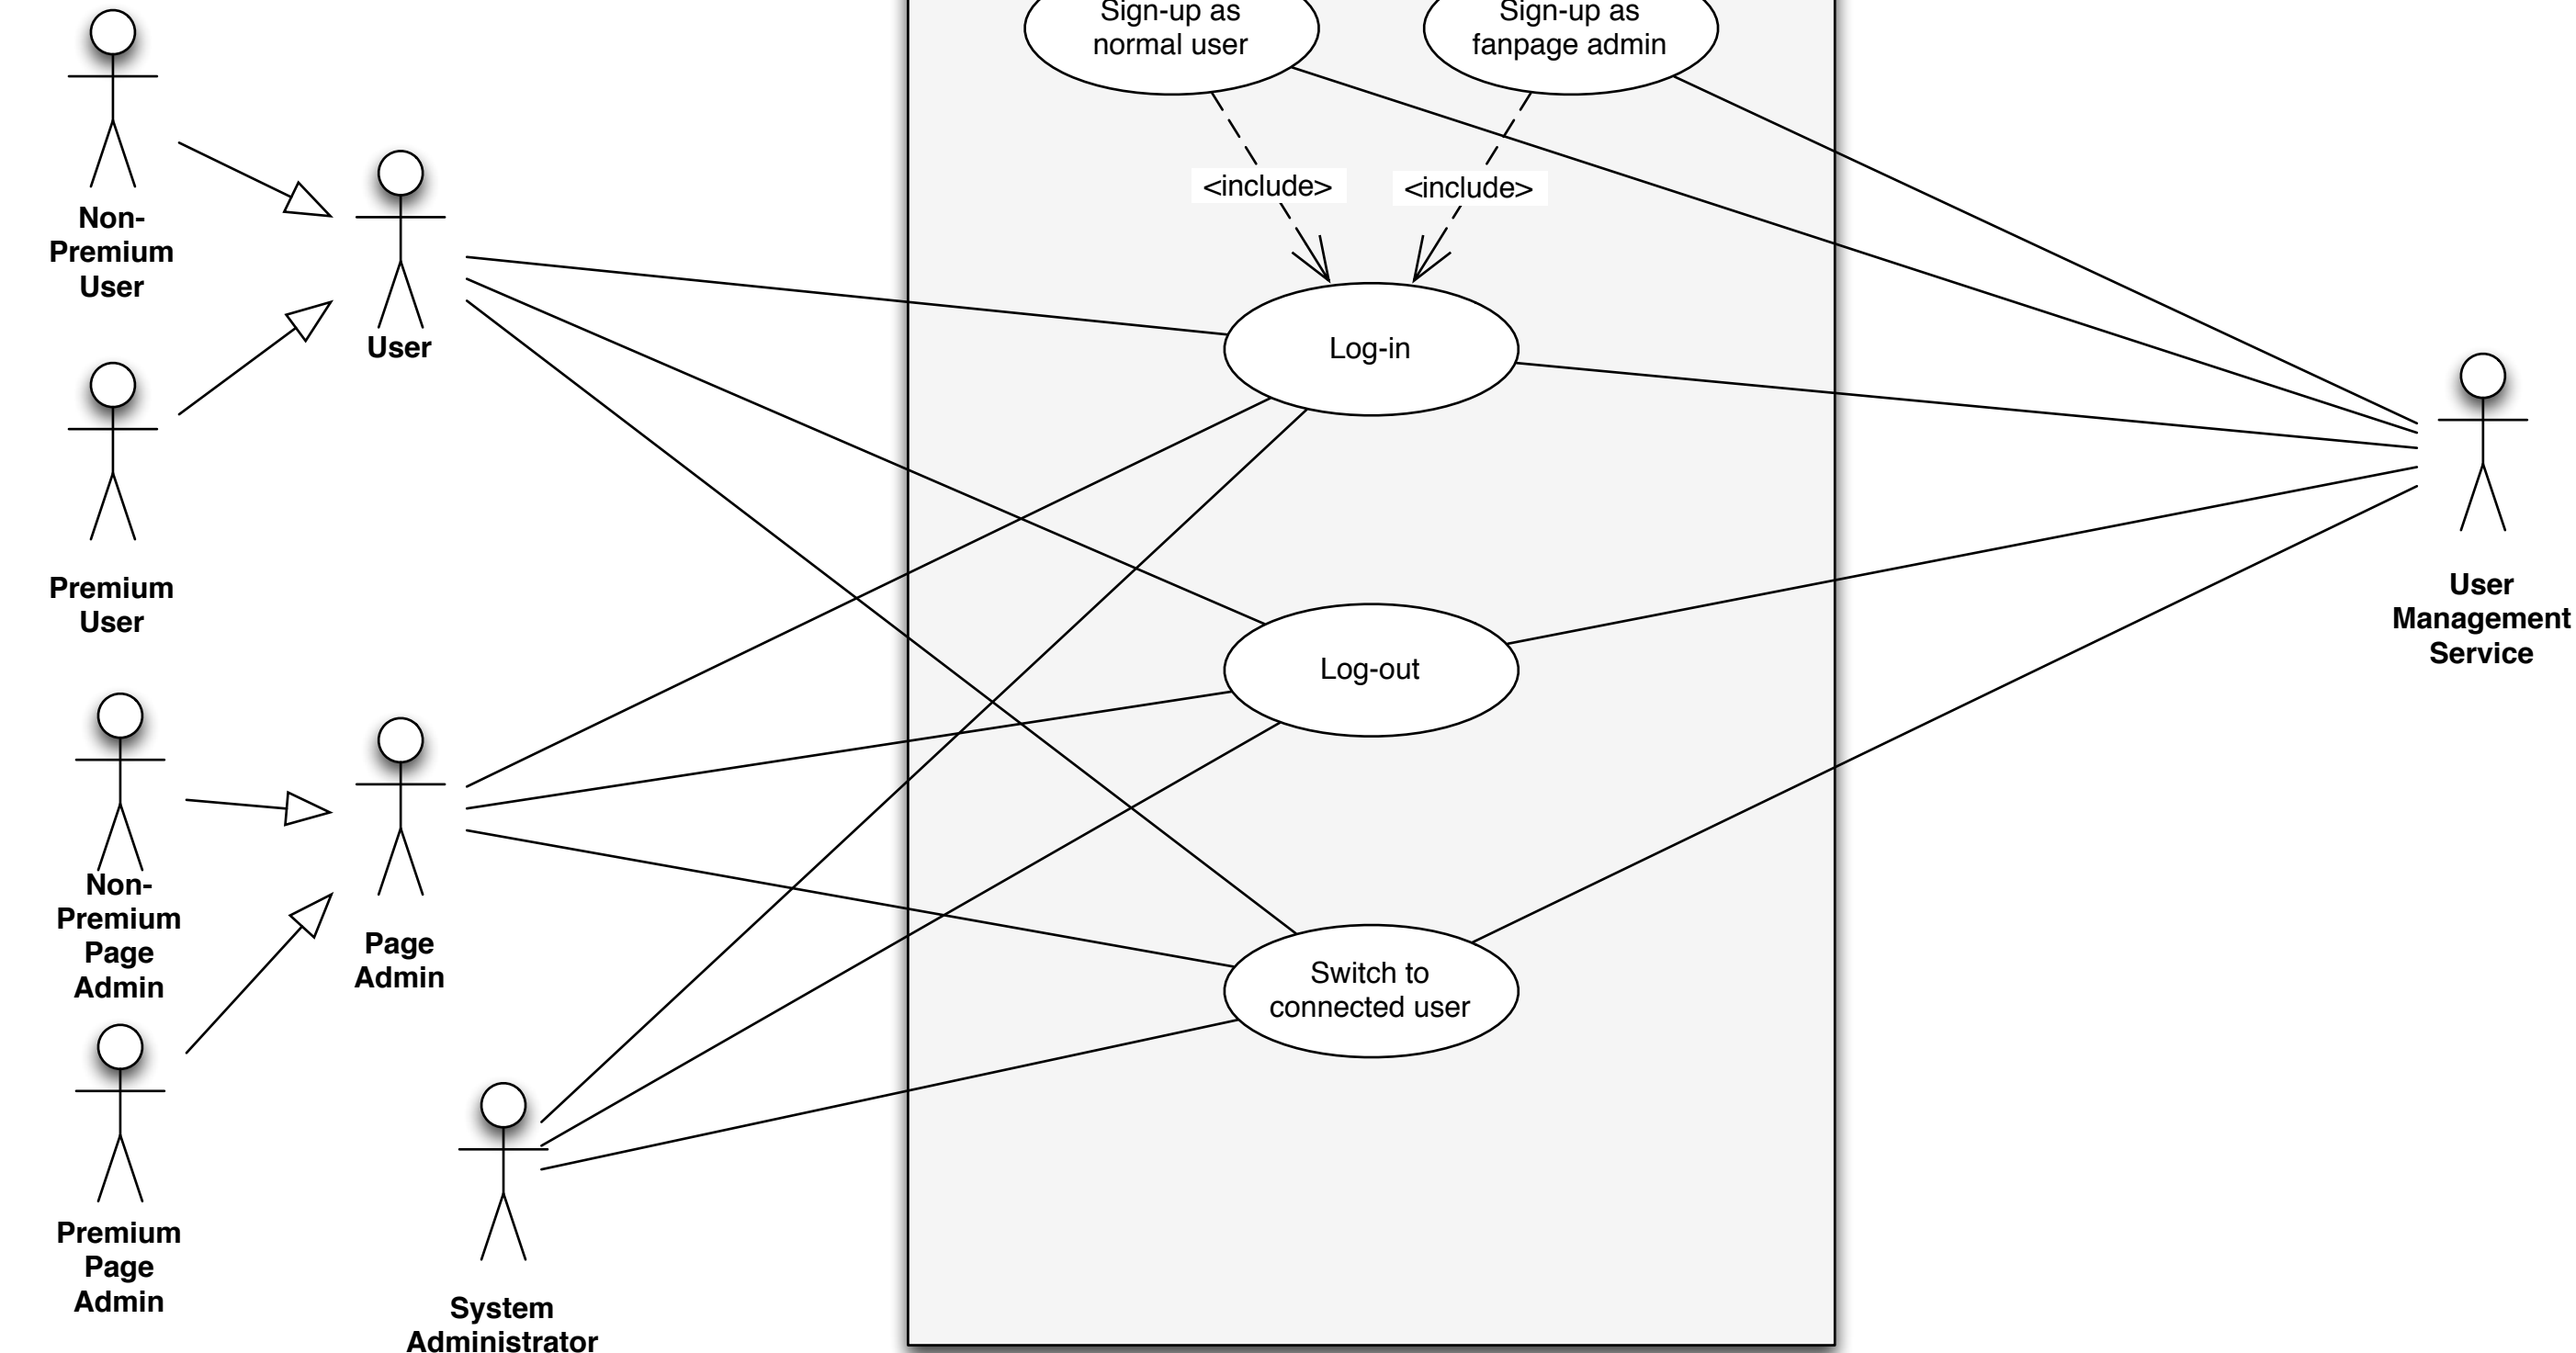 Sign-up as
normal user
Sign-up as
fanpage admin
<include>
<include>
Non-
Premium
User
User
Log-in
Premium
User
User
Management
Service
Log-out
Non-
Premium
Page
Admin
Page
Admin
Switch to
connected user
Premium
Page
Admin
System
Administrator